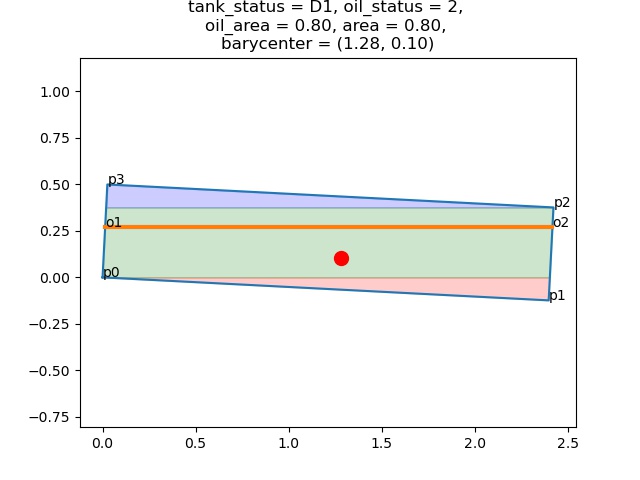 tank_status = D1, oil_status = 2,
oil_area = 0.80, area = 0.80,
barycenter = (1.28, 0.10)
1.00
0.75
0.50
0.25
0.00
−0.25
−0.50
−0.75
p3
p2
o1
o2
p0
p1
0.0
0.5
1.0
1.5
2.0
2.5